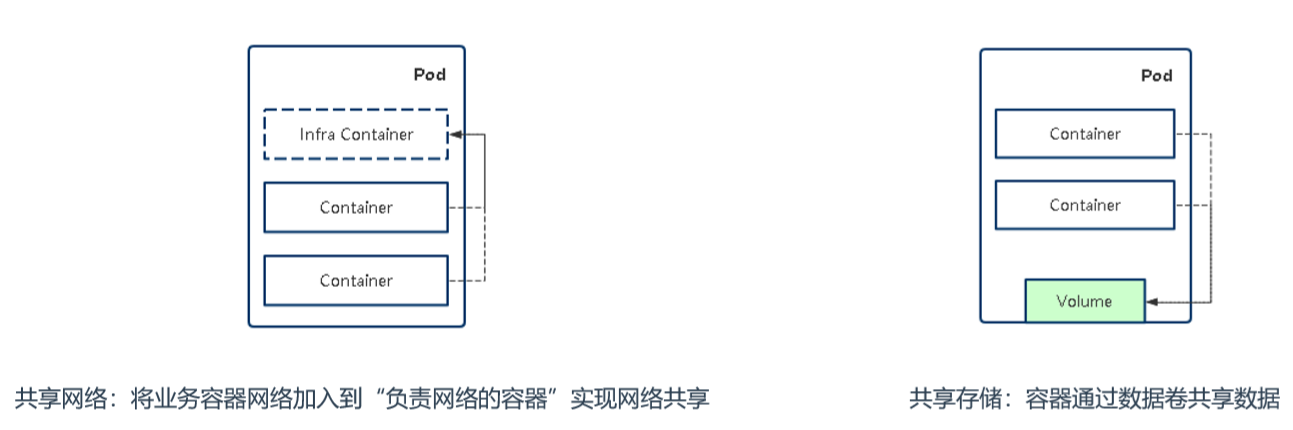 Pod
Infra Container
Container
Container
共享网络：将业务容器网络加入到“负责网络的容器”实现网络共享
Pod
Container
Container
Volume
共享存储：容器通过数据卷共享数据